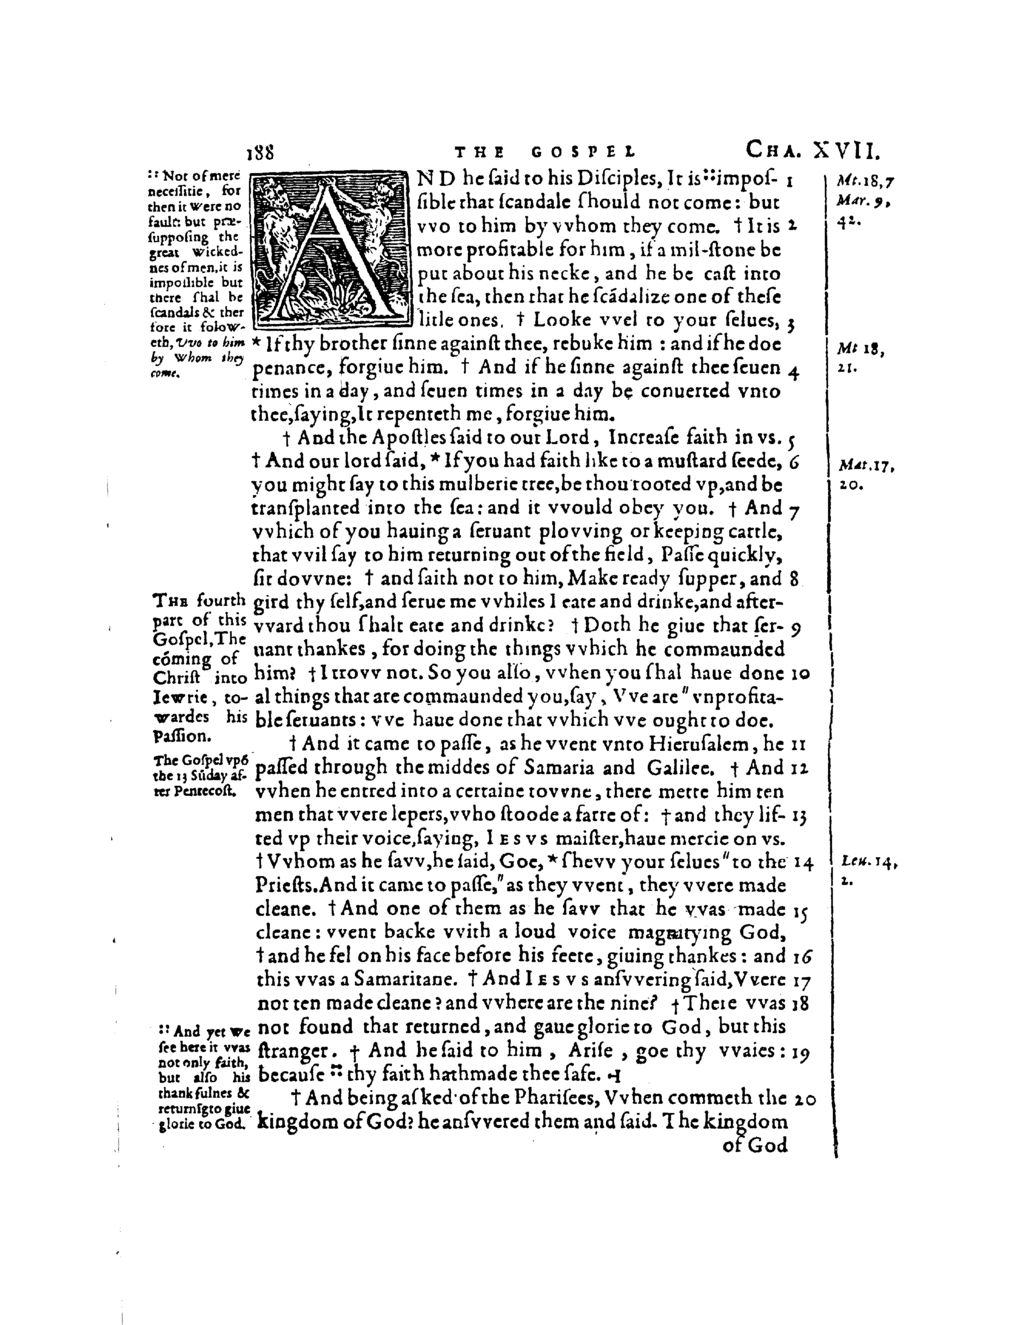 188 THE GOSPEL CHA. XVII.
AND he ſaid to his Diſciples, It is::impoſ- 1
ſible that ſcandale ſhould not come: but
vvo to him by vvhom they come. † It is 2
more profitable for him, if a mil-ſtone be
put about his necke, and he be caſt into
the ſea, then that he ſcãdalize one of theſe
litle ones. † Looke vvel to your ſelues, 3
* If thy brother ſinne againſt thee, rebuke him: and if he doe
penance, forgiue him. † And if he ſinne againſt thee ſeuen 4
times in a day, and ſeuen times in a day be conuerted vnto
thee, ſaying, It repenteth me, forgiue him.
† And the Apoſtles ſaid to our Lord, Increaſe faith in vs. 5
† And our lord ſaid, * If you had faith like to a muſtard ſeede, 6
you might ſay to this mulberie tree, be thou rooted vp, and be
tranſplanted into the ſea: and it vvould obey you. † And 7
vvhich of you hauing a ſeruant plovving or keeping cattle,
that vvil ſay to him returning out of the field, Paſſe quickly,
ſit dovvne: † and ſaith not to him, Make ready ſupper, and 8
gird thy ſelf, and ſerue me vvhiles I eate and drinke, and after-
vvard thou ſhalt eate and drinke? † Doth he giue that ſer- 9
uant thankes, for doing the things vvhich he commaunded
him? † I trovv not. So you alſo, vvhen you ſhal haue done 10
al things that are commaunded you, ſay, Vve are "vnprofita-
ble ſeruants: vve haue done that vvhich vve ought to doe.
† And it came to paſſe, as he vvent vnto Hieruſalem, he 11
paſſed through the middes of Samaria and Galilee. † And 12
vvhen he entred into a certaine tovvne, there mette him ten
men that vvere lepers, vvho ſtoode a farre of: † and they lif- 13
ted vp their voice, ſaying, IESVS maiſter, haue mercie on vs.
† Vvhom as he ſavv, he ſaid, Goe, * ſhevv your ſelues "to the 14
Prieſts. And it came to paſſe, "as they vvent, they vvere made
cleane. † And one of them as he ſavv that he vvas made 15
cleane: vvent backe vvith a loud voice magnifying God,
† and he fel on his face before his feete, giuing thankes: and 16
this vvas a Samaritane. † And IESVS anſvvering ſaid, Vvere 17
not ten made cleane? and vvhere are the nine? † There vvas 18
not found that returned, and gaue glorie to God, but this
ſtranger. † And he ſaid to him, Ariſe, goe thy vvaies: 19
becauſe :: thy faith hath made thee ſafe.
† And being aſked of the Phariſees, Vvhen commeth the 20
kingdom of God? he anſvvered them and ſaid. The kingdom
of God
:: Not of mere
neceſſitie, for
then it were no
fault: but præ-
ſuppoſing the
great wicked-
nes of men, it is
impoſſible but
there ſhal be
ſcandals & ther
fore it folow-
eth, Vvo to him
by whom they
come.
THE fourth
part of this
Goſpel, The
cõming of
Chriſt into
Iewrie, to-
wardes his
Paſſion.
The Goſpel vpõ
the 13 Sũday af-
ter Pentecoſt.
:: And yet we
ſee here it vvas
not only faith,
but alſo his
thankfulnes &
returnĩg to giue
glorie to God.
Mt. 18, 7
Mar. 9,
42.
Mt 18,
21.
Mat. 17,
20.
Leu. 14,
2.